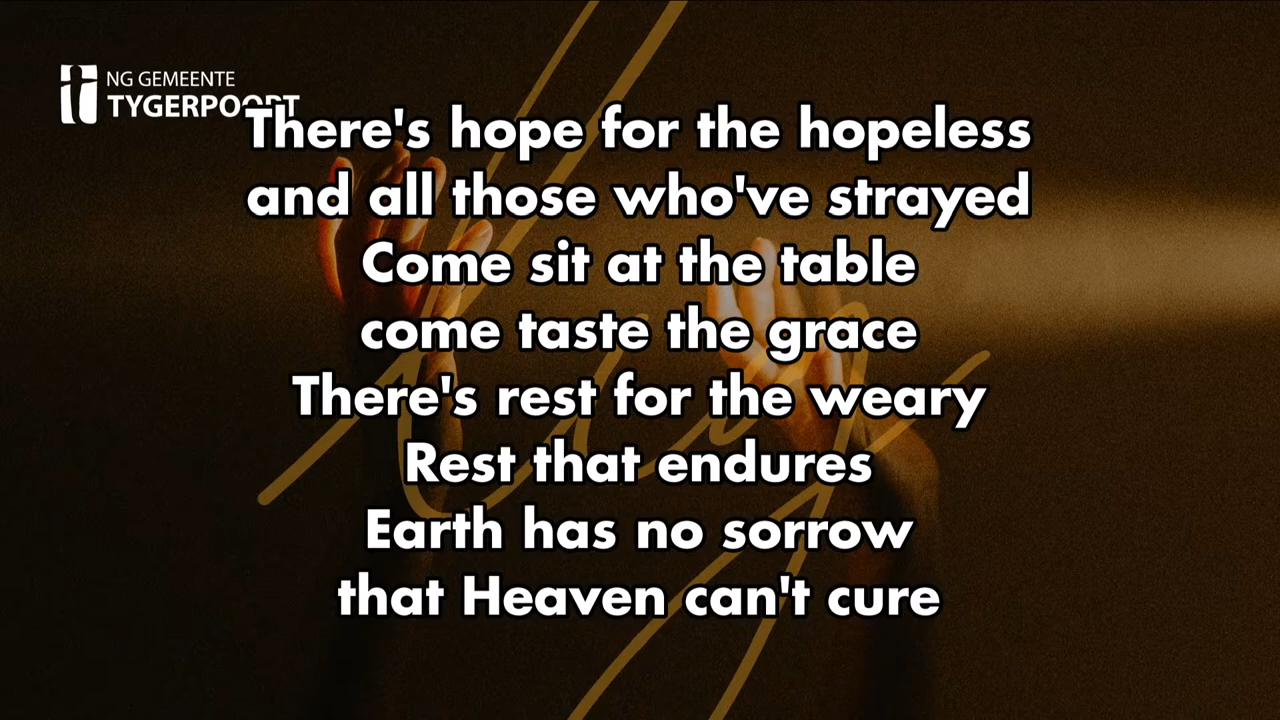 NG GEMEENTE
TYGERPOORT
There's hope for the hopeless
and all those who've strayed
Come sit at the table
come taste the grace
There's rest for the weary
Rest that endures
Earth has no sorrow
that Heaven can't cure